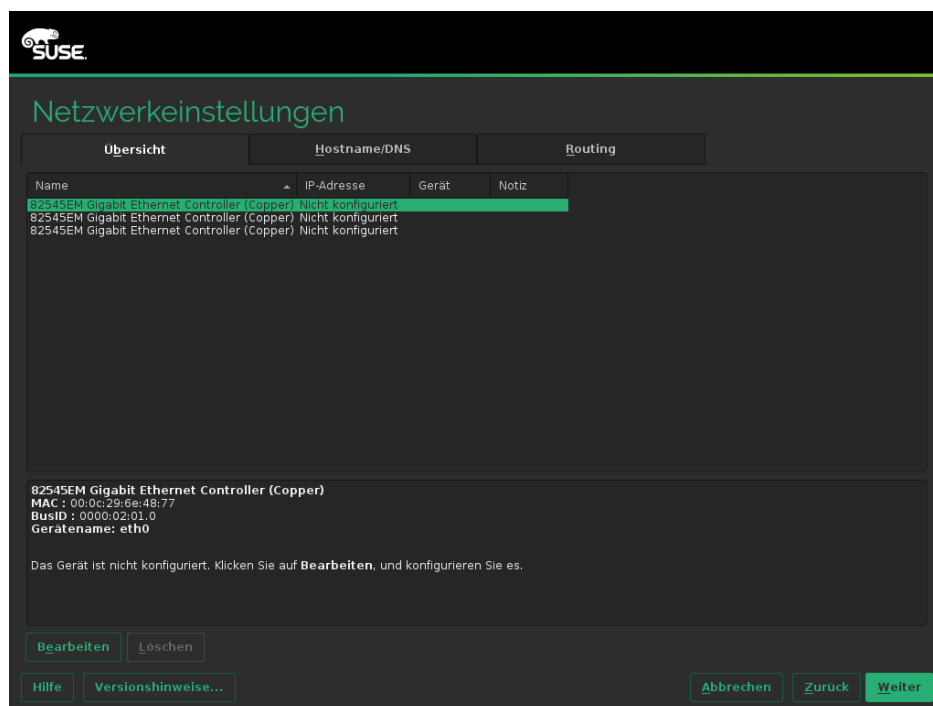 SUSE.
Netzwerkeinstellungen
Übersicht Hostname/DNS Routing
Name IP-Adresse Gerät Notiz
82545EM Gigabit Ethernet Controller (Copper) Nicht konfiguriert
82545EM Gigabit Ethernet Controller (Copper) Nicht konfiguriert
82545EM Gigabit Ethernet Controller (Copper) Nicht konfiguriert
82545EM Gigabit Ethernet Controller (Copper)
MAC : 00:0c:29:6e:48:77
BusID : 0000:02:01.0
Gerätename: eth0
Das Gerät ist nicht konfiguriert. Klicken Sie auf Bearbeiten, und konfigurieren Sie es.
Bearbeiten Löschen
Hilfe Versionshinweise... Abbrechen Zurück Weiter